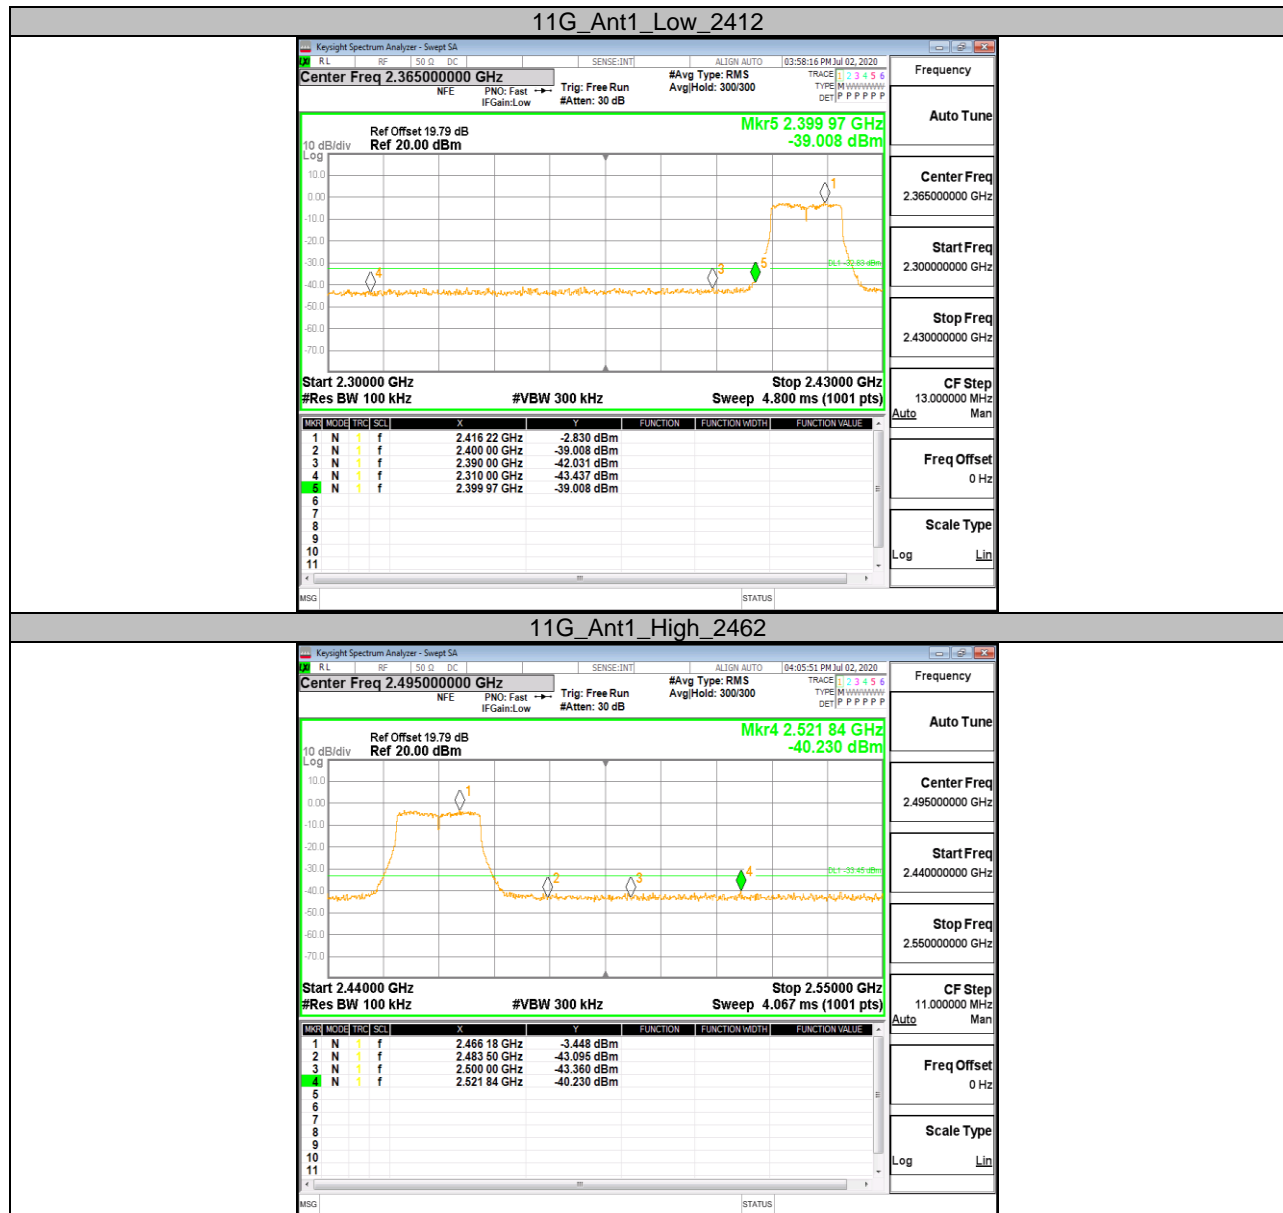 11G_Ant1_Low_2412
Keysight Spectrum Analyzer - Swept SA
RL RF 50 Ω DC SENSE:INT ALIGN AUTO 03:58:16 PM Jul 02, 2020
Center Freq 2.365000000 GHz
NFE PNO: Fast IFGain:Low
Trig: Free Run
#Atten: 30 dB
#Avg Type: RMS
Avg|Hold: 300/300
TRACE 1 2 3 4 5 6
TYPE M WWWWW
DET P P P P P P
Frequency
Auto Tune
Center Freq
2.365000000 GHz
Start Freq
2.300000000 GHz
Stop Freq
2.430000000 GHz
CF Step
13.000000 MHz
Auto Man
Freq Offset
0 Hz
Scale Type
Log Lin
Mkr5 2.399 97 GHz
-39.008 dBm
Ref Offset 19.79 dB
10 dB/div Ref 20.00 dBm
Log
10.0
0.00
-10.0
-20.0
-30.0
-40.0
-50.0
-60.0
-70.0
1
3
4
5
DL1 -32.83 dBm
Start 2.30000 GHz Stop 2.43000 GHz
#Res BW 100 kHz #VBW 300 kHz Sweep 4.800 ms (1001 pts)
MKR MODE TRC SCL X Y FUNCTION FUNCTION WIDTH FUNCTION VALUE
1 N 1 f 2.416 22 GHz -2.830 dBm
2 N 1 f 2.400 00 GHz -39.008 dBm
3 N 1 f 2.390 00 GHz -42.031 dBm
4 N 1 f 2.310 00 GHz -43.437 dBm
5 N 1 f 2.399 97 GHz -39.008 dBm
6
7
8
9
10
11
MSG STATUS
11G_Ant1_High_2462
Keysight Spectrum Analyzer - Swept SA
RL RF 50 Ω DC SENSE:INT ALIGN AUTO 04:05:51 PM Jul 02, 2020
Center Freq 2.495000000 GHz
NFE PNO: Fast IFGain:Low
Trig: Free Run
#Atten: 30 dB
#Avg Type: RMS
Avg|Hold: 300/300
TRACE 1 2 3 4 5 6
TYPE M WWWWW
DET P P P P P P
Frequency
Auto Tune
Center Freq
2.495000000 GHz
Start Freq
2.440000000 GHz
Stop Freq
2.550000000 GHz
CF Step
11.000000 MHz
Auto Man
Freq Offset
0 Hz
Scale Type
Log Lin
Mkr4 2.521 84 GHz
-40.230 dBm
Ref Offset 19.79 dB
10 dB/div Ref 20.00 dBm
Log
10.0
0.00
-10.0
-20.0
-30.0
-40.0
-50.0
-60.0
-70.0
1
2
3
4
DL1 -33.45 dBm
Start 2.44000 GHz Stop 2.55000 GHz
#Res BW 100 kHz #VBW 300 kHz Sweep 4.067 ms (1001 pts)
MKR MODE TRC SCL X Y FUNCTION FUNCTION WIDTH FUNCTION VALUE
1 N 1 f 2.466 18 GHz -3.448 dBm
2 N 1 f 2.483 50 GHz -43.095 dBm
3 N 1 f 2.500 00 GHz -43.360 dBm
4 N 1 f 2.521 84 GHz -40.230 dBm
5
6
7
8
9
10
11
MSG STATUS